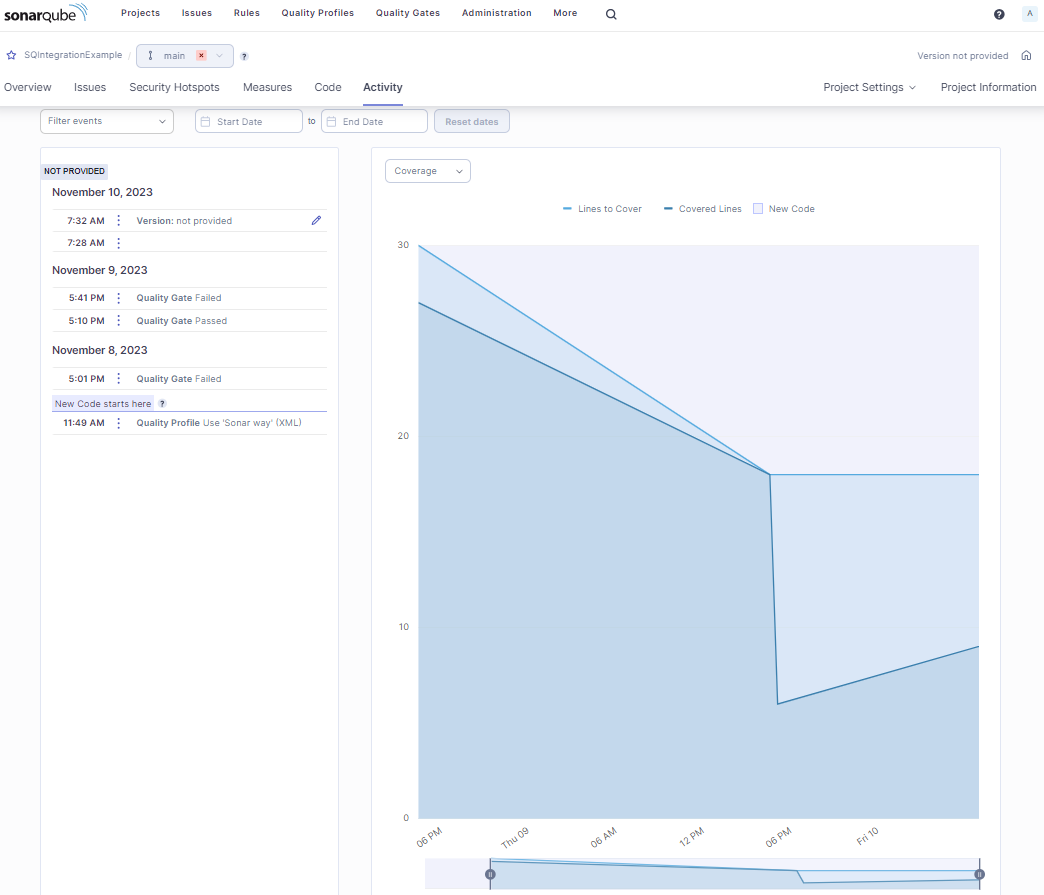 sonarqube Projects Issues Rules Quality Profiles Quality Gates Administration More ? A
SQIntegrationExample / main ? Version not provided
Overview Issues Security Hotspots Measures Code Activity Project Settings Project Information
Filter events Start Date to End Date Reset dates
NOT PROVIDED
November 10, 2023
7:32 AM Version: not provided
7:28 AM
November 9, 2023
5:41 PM Quality Gate Failed
5:10 PM Quality Gate Passed
November 8, 2023
5:01 PM Quality Gate Failed
New Code starts here ?
11:49 AM Quality Profile Use 'Sonar way' (XML)
Coverage
Lines to Cover Covered Lines New Code
30
20
10
0
06 PM Thu 09 06 AM 12 PM 06 PM Fri 10